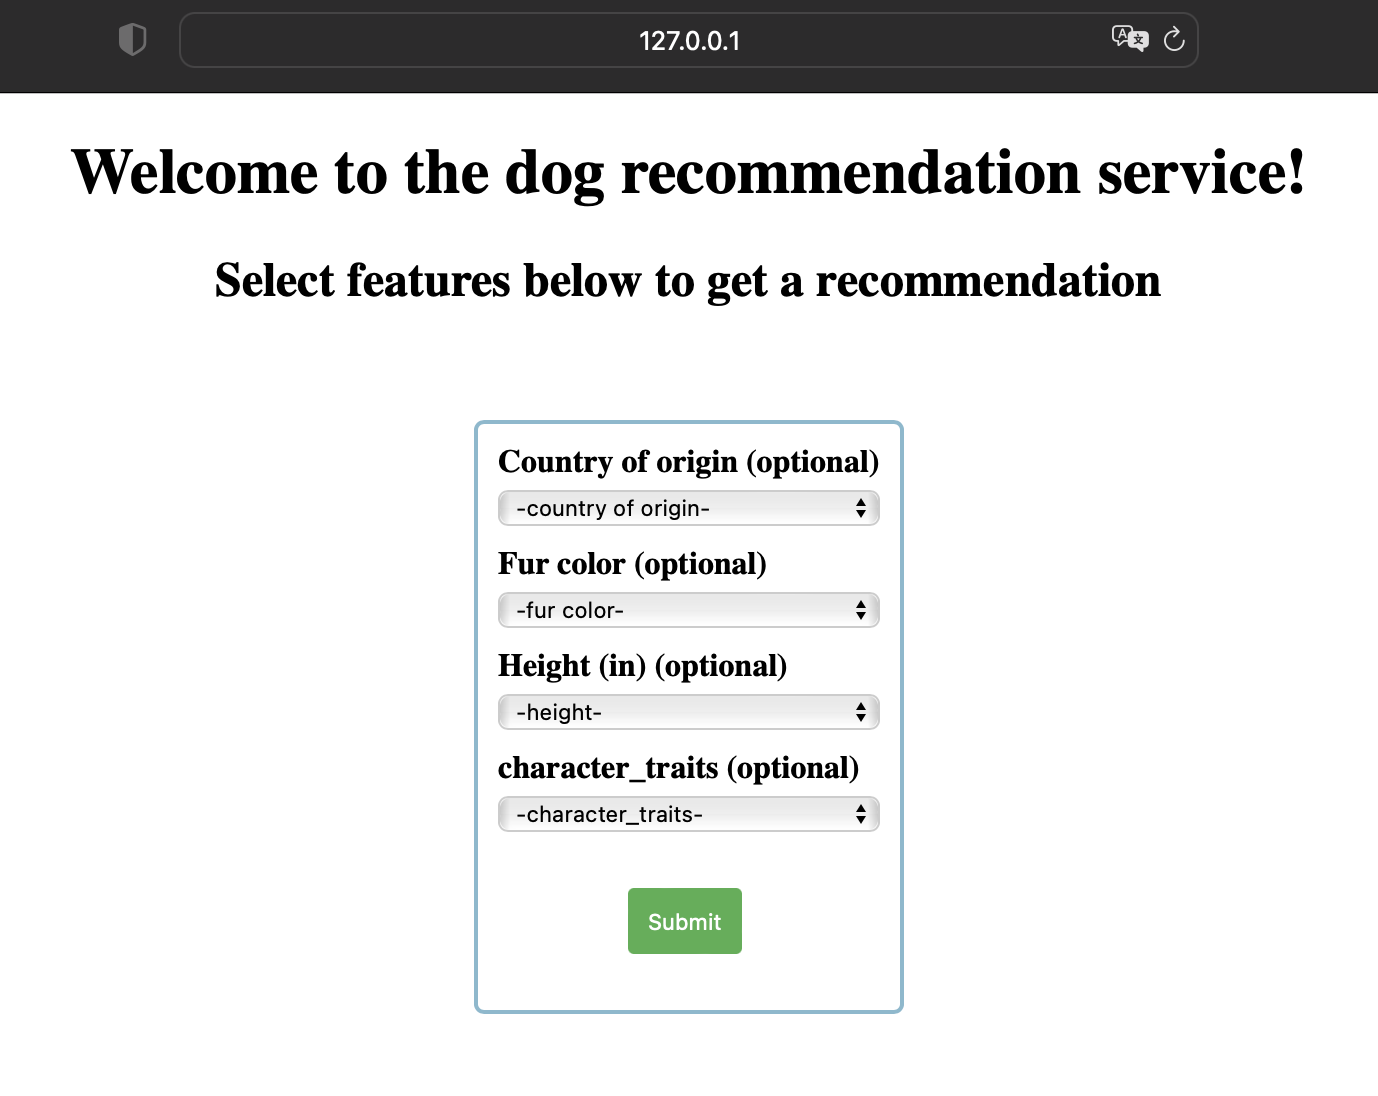 127.0.0.1
Welcome to the dog recommendation service!
Select features below to get a recommendation
Country of origin (optional)
-country of origin-
Fur color (optional)
-fur color-
Height (in) (optional)
-height-
character_traits (optional)
-character_traits-
Submit